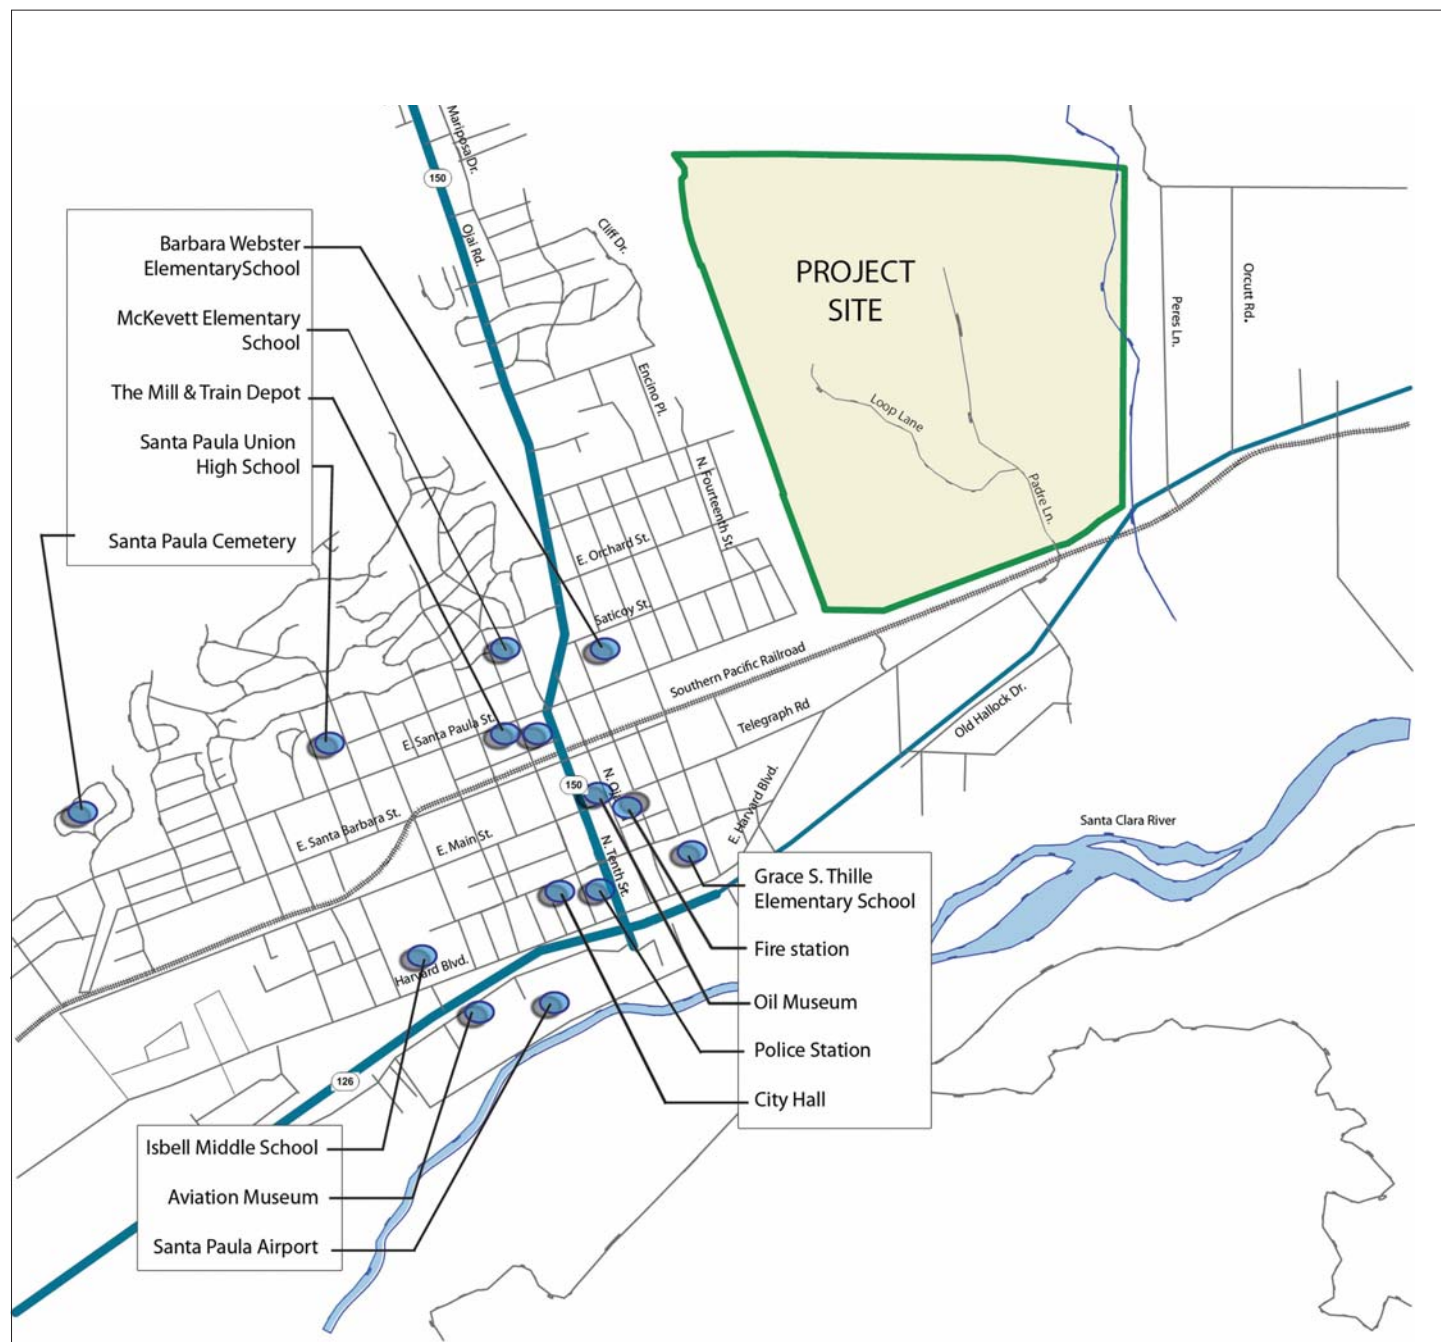 Mariposa Dr.
150
Ojai Rd.
Cliff Dr.
Barbara Webster
ElementarySchool
McKevett Elementary
School
The Mill & Train Depot
Santa Paula Union
High School
Santa Paula Cemetery
PROJECT
SITE
Loop Lane
Padre Ln.
Peres Ln.
Orcutt Rd.
Encino Pl.
N. Fourteenth St.
E. Orchard St.
Saticoy St.
Southern Pacific Railroad
Telegraph Rd
Old Hallock Dr.
E. Santa Paula St.
E. Santa Barbara St.
E. Main St.
150
N. Tenth St.
E. Harvard Blvd.
Harvard Blvd.
Santa Clara River
126
Grace S. Thille
Elementary School
Fire station
Oil Museum
Police Station
City Hall
Isbell Middle School
Aviation Museum
Santa Paula Airport